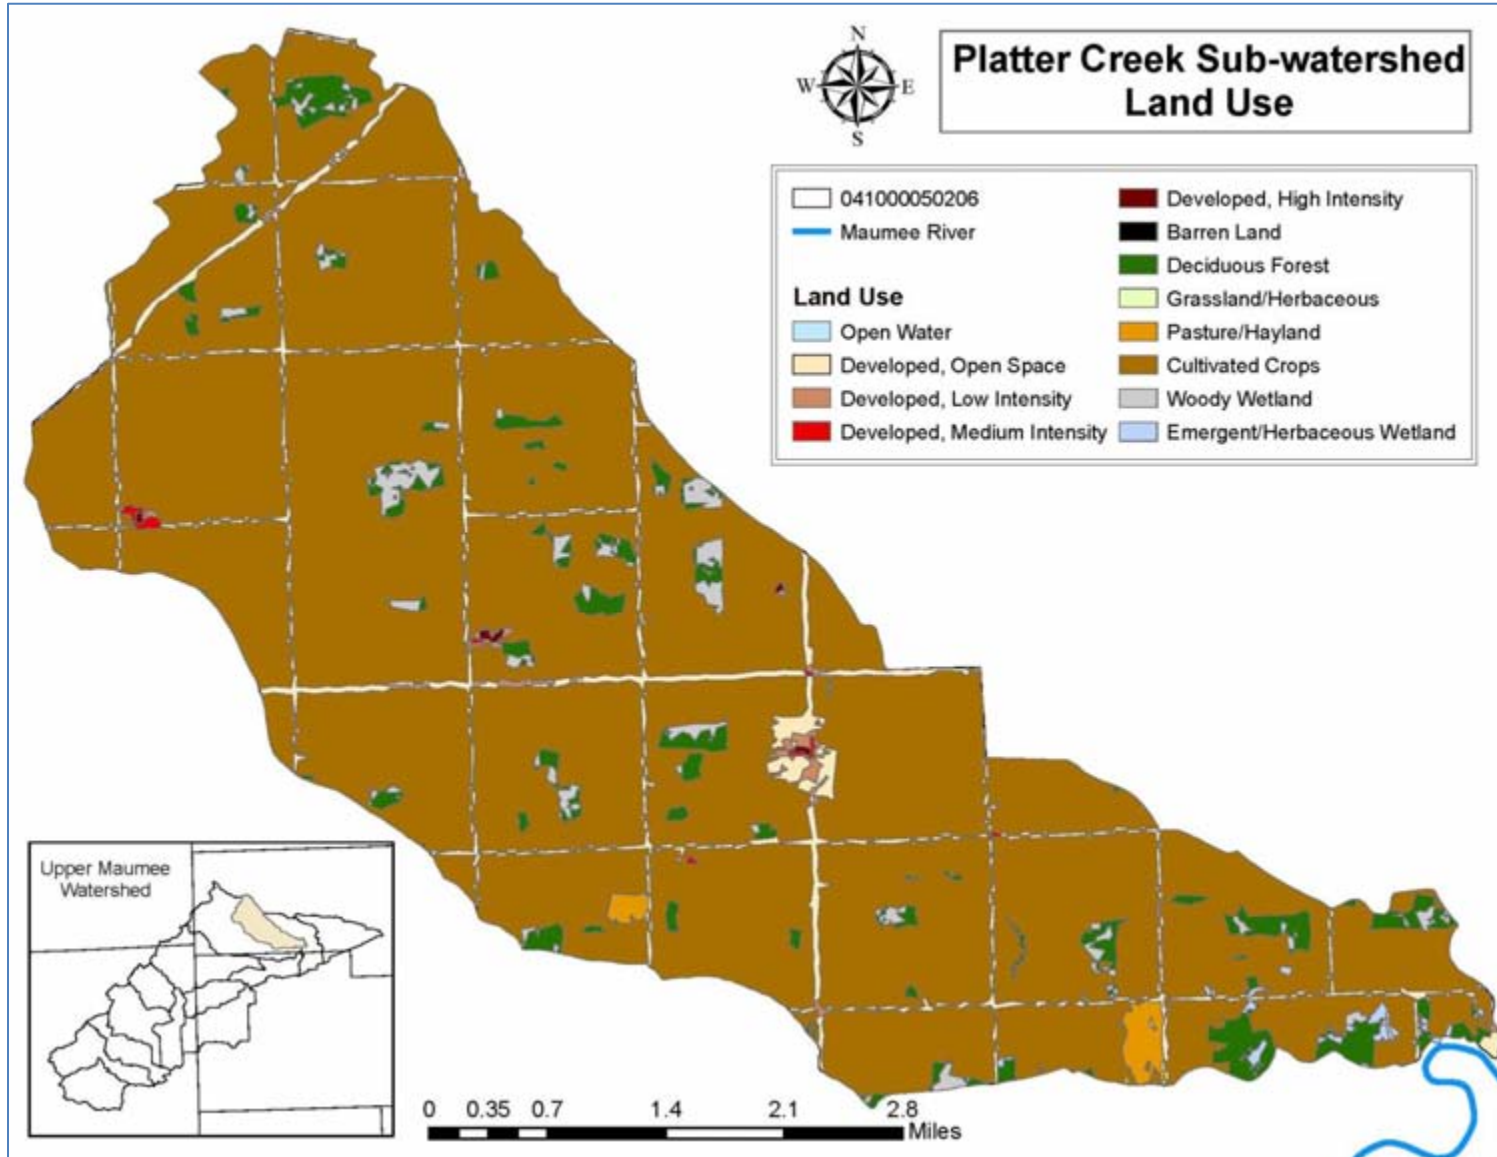 N
W E
S
Platter Creek Sub-watershed
Land Use
041000050206
Maumee River
Land Use
Open Water
Developed, Open Space
Developed, Low Intensity
Developed, Medium Intensity
Developed, High Intensity
Barren Land
Deciduous Forest
Grassland/Herbaceous
Pasture/Hayland
Cultivated Crops
Woody Wetland
Emergent/Herbaceous Wetland
Upper Maumee
Watershed
0 0.35 0.7 1.4 2.1 2.8
Miles